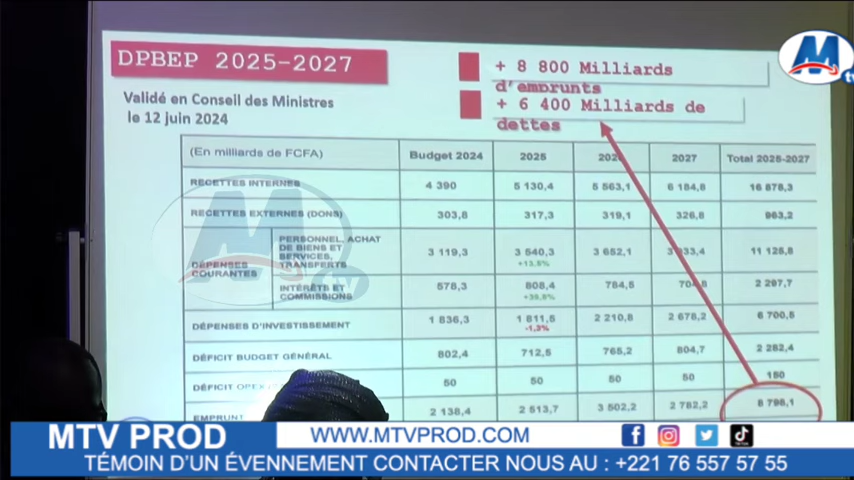 DPBEP 2025-2027
+ 8 800 Milliards
d'emprunts
+ 6 400 Milliards de
dettes
Validé en Conseil des Ministres
le 12 juin 2024
M
tv
(En milliards de FCFA) Budget 2024 2025 2027 Total 2025-2027
RECETTES INTERNES 4 390 5 130,4 5 563,1 6 184,8 16 878,3
RECETTES EXTERNES (DONS) 303,8 317,3 319,1 326,8 963,2
DÉPENSES
COURANTES
PERSONNEL, ACHAT
DE BIENS ET
SERVICES,
TRANSFERTS
3 119,3 3 540,3 3 652,1 11 125,8
+13,5%
INTÉRÊTS ET
COMMISSIONS
578,3 808,4 784,5 2 297,7
DÉPENSES D'INVESTISSEMENT 1 836,3 1 811,5 2 210,8 2 678,2 6 700,5
-1,3%
DÉFICIT BUDGET GÉNÉRAL 802,4 712,5 765,2 804,7 2 282,4
DÉFICIT 50 50 50 50 150
EMPRUNT 2 138,4 2 513,7 3 502,2 2 782,2 8 798,1
M
tv
MTV PROD
WWW.MTVPROD.COM
TÉMOIN D'UN ÉVENNEMENT CONTACTER NOUS AU : +221 76 557 57 55